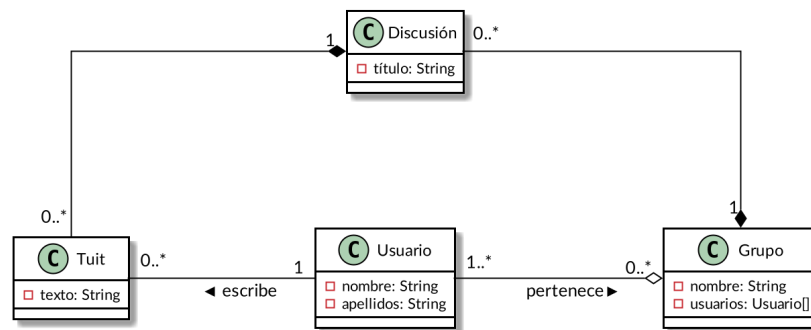 C Discusión
título: String
1
0..*
0..*
1
C Tuit
texto: String
0..*
1
◄ escribe
C Usuario
nombre: String
apellidos: String
1..*
0..*
pertenece ►
C Grupo
nombre: String
usuarios: Usuario[]